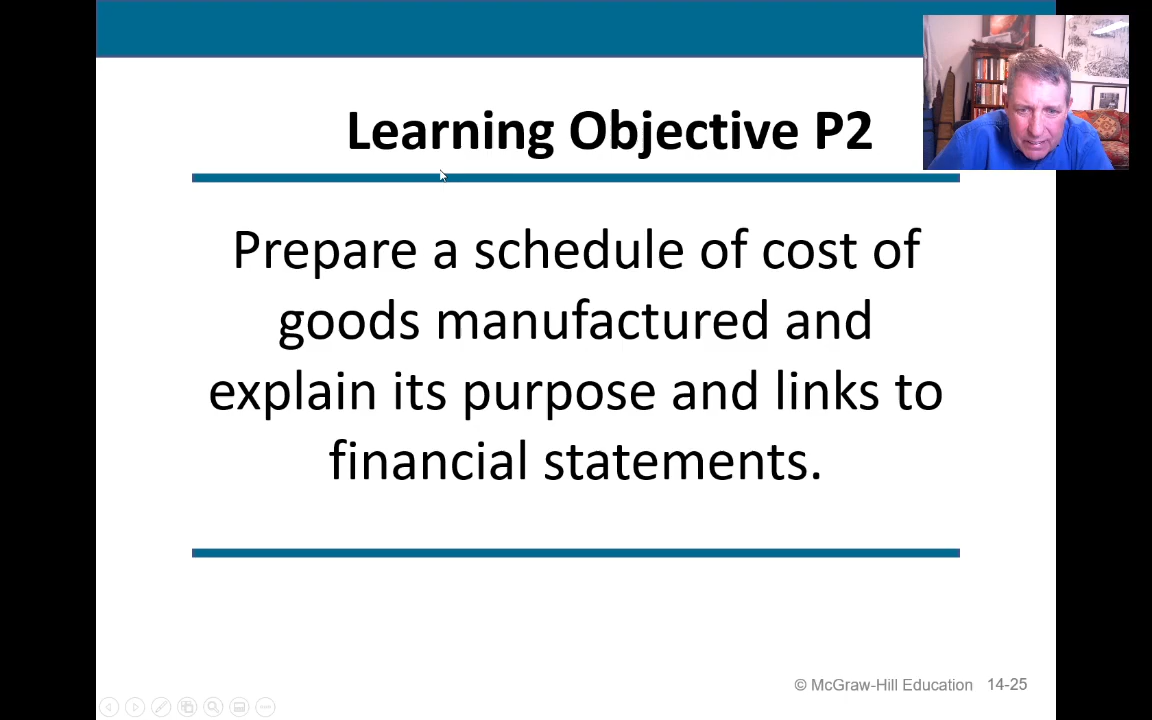 Learning Objective P2
Prepare a schedule of cost of
goods manufactured and
explain its purpose and links to
financial statements.
© McGraw-Hill Education 14-25